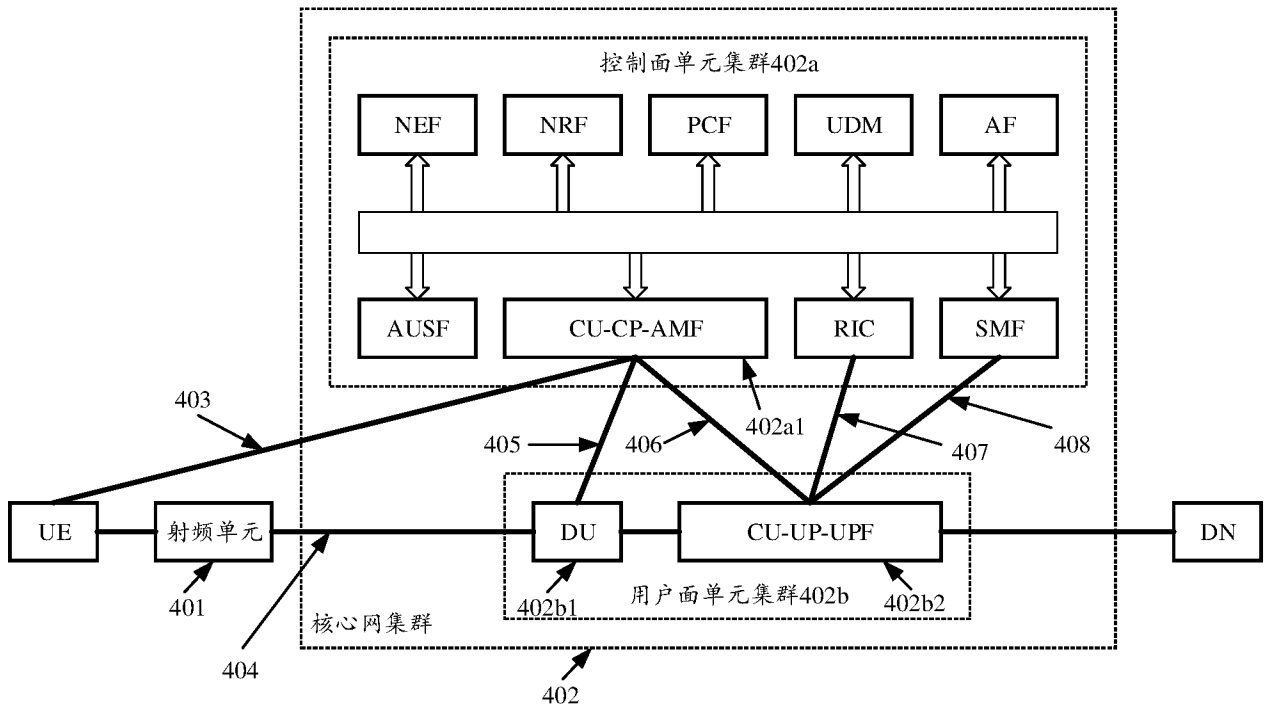 控制面单元集群402a
NEF
NRF
PCF
UDM
AF
AUSF
CU-CP-AMF
RIC
SMF
403
405
406
402a1
407
408
UE
射频单元
DU
CU-UP-UPF
DN
401
402b1
用户面单元集群402b
402b2
核心网集群
404
402